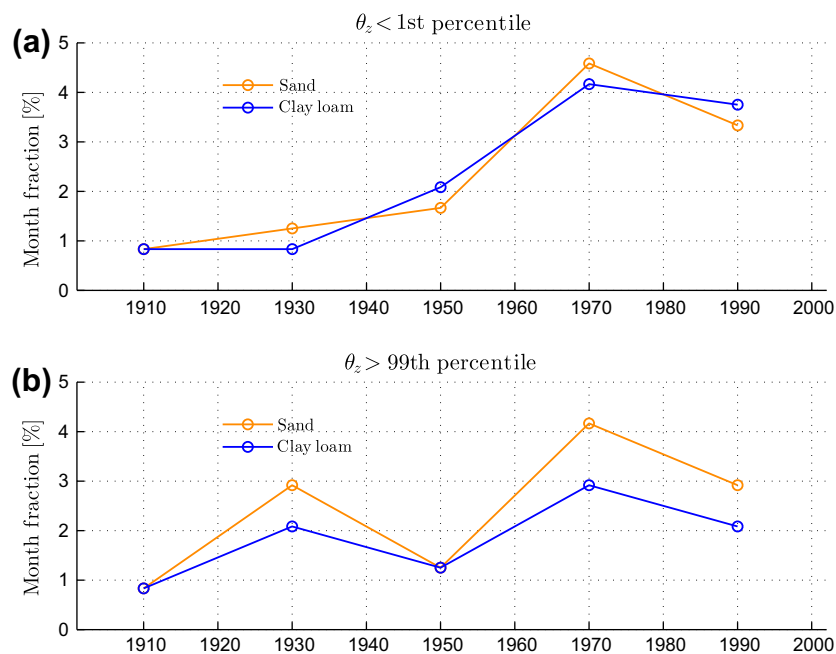 (a)
θz < 1st percentile
Month fraction [%]
5
4
3
2
1
0
Sand
Clay loam
1910 1920 1930 1940 1950 1960 1970 1980 1990 2000
(b)
θz > 99th percentile
Month fraction [%]
5
4
3
2
1
0
Sand
Clay loam
1910 1920 1930 1940 1950 1960 1970 1980 1990 2000